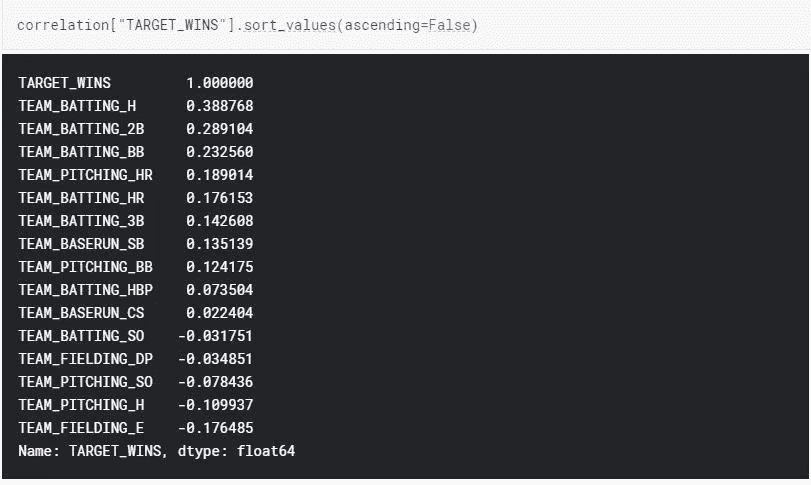 correlation["TARGET_WINS"].sort_values(ascending=False)
TARGET_WINS 1.000000
TEAM_BATTING_H 0.388768
TEAM_BATTING_2B 0.289104
TEAM_BATTING_BB 0.232560
TEAM_PITCHING_HR 0.189014
TEAM_BATTING_HR 0.176153
TEAM_BATTING_3B 0.142608
TEAM_BASERUN_SB 0.135139
TEAM_PITCHING_BB 0.124175
TEAM_BATTING_HBP 0.073504
TEAM_BASERUN_CS 0.022404
TEAM_BATTING_SO -0.031751
TEAM_FIELDING_DP -0.034851
TEAM_PITCHING_SO -0.078436
TEAM_PITCHING_H -0.109937
TEAM_FIELDING_E -0.176485
Name: TARGET_WINS, dtype: float64